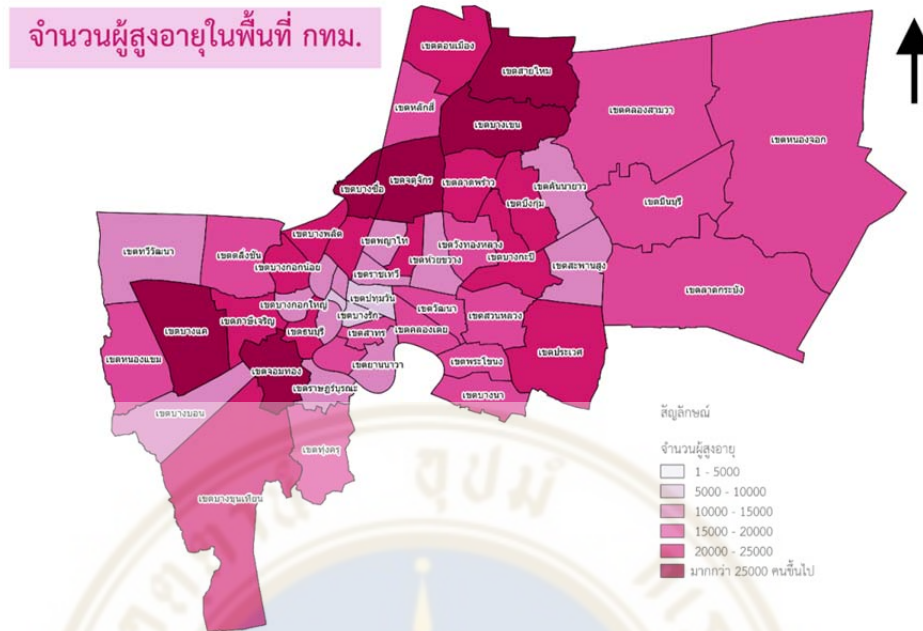 จำนวนผู้สูงอายุในพื้นที่ กทม.
เขตดอนเมือง
เขตสายไหม
เขตหลักสี่
เขตบางเขน
เขตคลองสามวา
เขตหนองจอก
เขตบางซื่อ
เขตจตุจักร
เขตลาดพร้าว
เขตบึงกุ่ม
เขตคันนายาว
เขตมีนบุรี
เขตทวีวัฒนา
เขตตลิ่งชัน
เขตบางพลัด
เขตพญาไท
เขตห้วยขวาง
เขตวังทองหลาง
เขตบางกะปิ
เขตสะพานสูง
เขตลาดกระบัง
เขตบางกอกน้อย
เขตราชเทวี
เขตบางกอกใหญ่
เขตปทุมวัน
เขตบางรัก
เขตวัฒนา
เขตสวนหลวง
เขตบางแค
เขตภาษีเจริญ
เขตธนบุรี
เขตสาทร
เขตคลองเตย
เขตหนองแขม
เขตจอมทอง
เขตยานนาวา
เขตพระโขนง
เขตประเวศ
เขตราษฎร์บูรณะ
เขตบางนา
เขตบางบอน
เขตทุ่งครุ
เขตบางขุนเทียน
สัญลักษณ์
จำนวนผู้สูงอายุ
1 - 5000
5000 - 10000
10000 - 15000
15000 - 20000
20000 - 25000
มากกว่า 25000 คนขึ้นไป